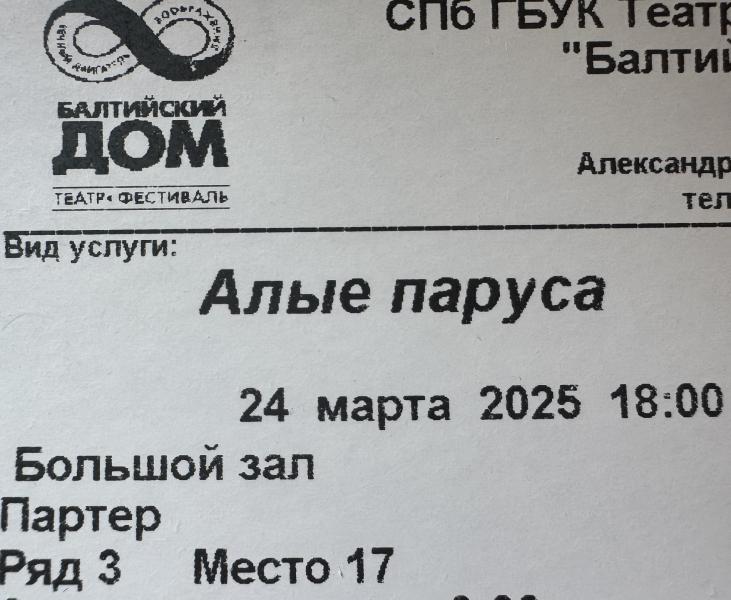 СПб ГБУК Театр
"Балтий
БАЛТИЙСКИЙ
ДОМ
ТЕАТР • ФЕСТИВАЛЬ
Александр
тел
Вид услуги:
Алые паруса
24 марта 2025 18:00
Большой зал
Партер
Ряд 3 Место 17